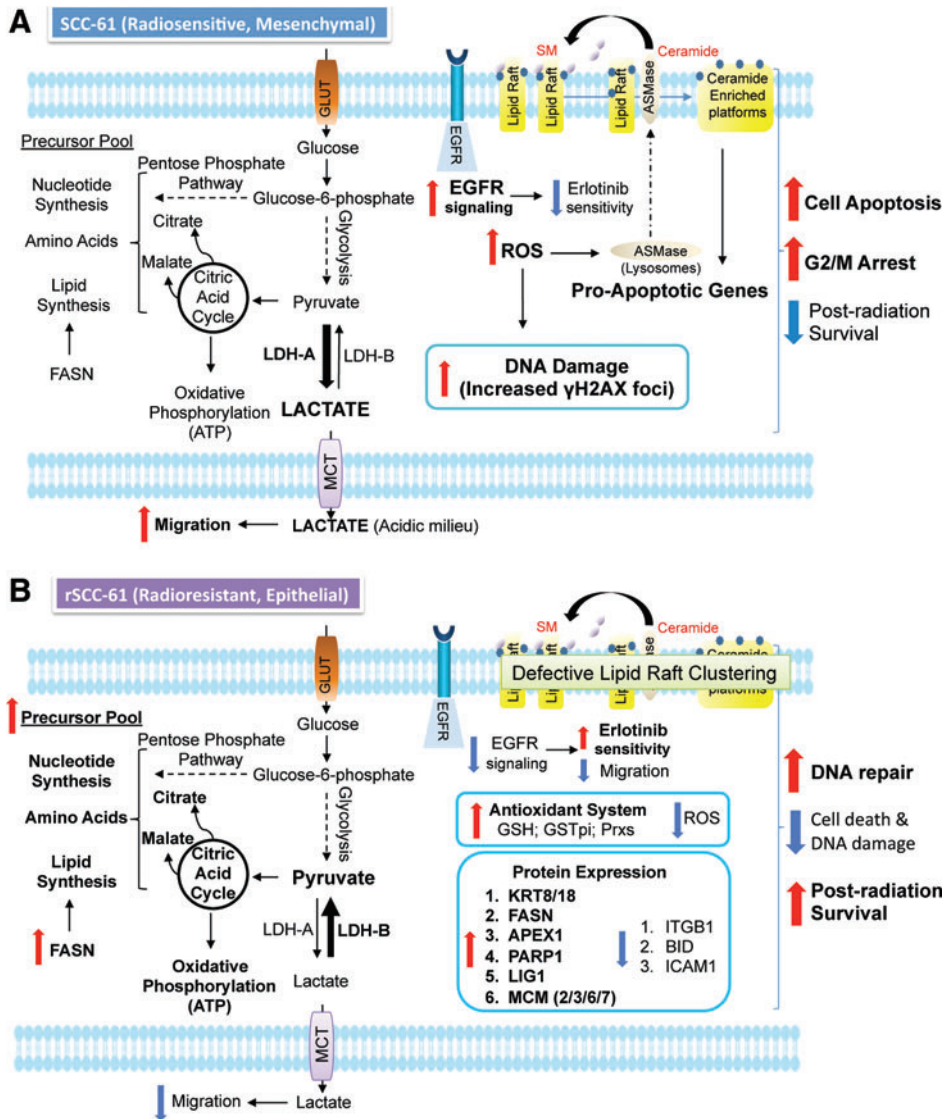 A
SCC-61 (Radiosensitive, Mesenchymal)
SM
Ceramide
GLUT
EGFR
Lipid Raft
Lipid Raft
Lipid Raft
ASMase
Ceramide
Enriched
platforms
Precursor Pool
Glucose
Pentose Phosphate
Pathway
Nucleotide
Synthesis
Glucose-6-phosphate
Citrate
Amino Acids
Malate
Glycolysis
Lipid
Synthesis
Citric
Acid
Cycle
Pyruvate
FASN
LDH-A
LDH-B
Oxidative
Phosphorylation
(ATP)
LACTATE
MCT
Migration
LACTATE (Acidic milieu)
EGFR
signaling
Erlotinib
sensitivity
ROS
ASMase
(Lysosomes)
Pro-Apoptotic Genes
DNA Damage
(Increased γH2AX foci)
Cell Apoptosis
G2/M Arrest
Post-radiation
Survival
B
rSCC-61 (Radioresistant, Epithelial)
SM
Ceramide
GLUT
EGFR
Defective Lipid Raft Clustering
platforms
Precursor Pool
Glucose
Pentose Phosphate
Pathway
Nucleotide
Synthesis
Glucose-6-phosphate
Citrate
Amino Acids
Malate
Glycolysis
Lipid
Synthesis
Citric
Acid
Cycle
Pyruvate
FASN
LDH-A
LDH-B
Oxidative
Phosphorylation
(ATP)
Lactate
MCT
Migration
Lactate
EGFR
signaling
Erlotinib
sensitivity
Migration
Antioxidant System
GSH; GSTpi; Prxs
ROS
Protein Expression
1. KRT8/18
2. FASN
3. APEX1
4. PARP1
5. LIG1
6. MCM (2/3/6/7)
1. ITGB1
2. BID
3. ICAM1
DNA repair
Cell death &
DNA damage
Post-radiation
Survival